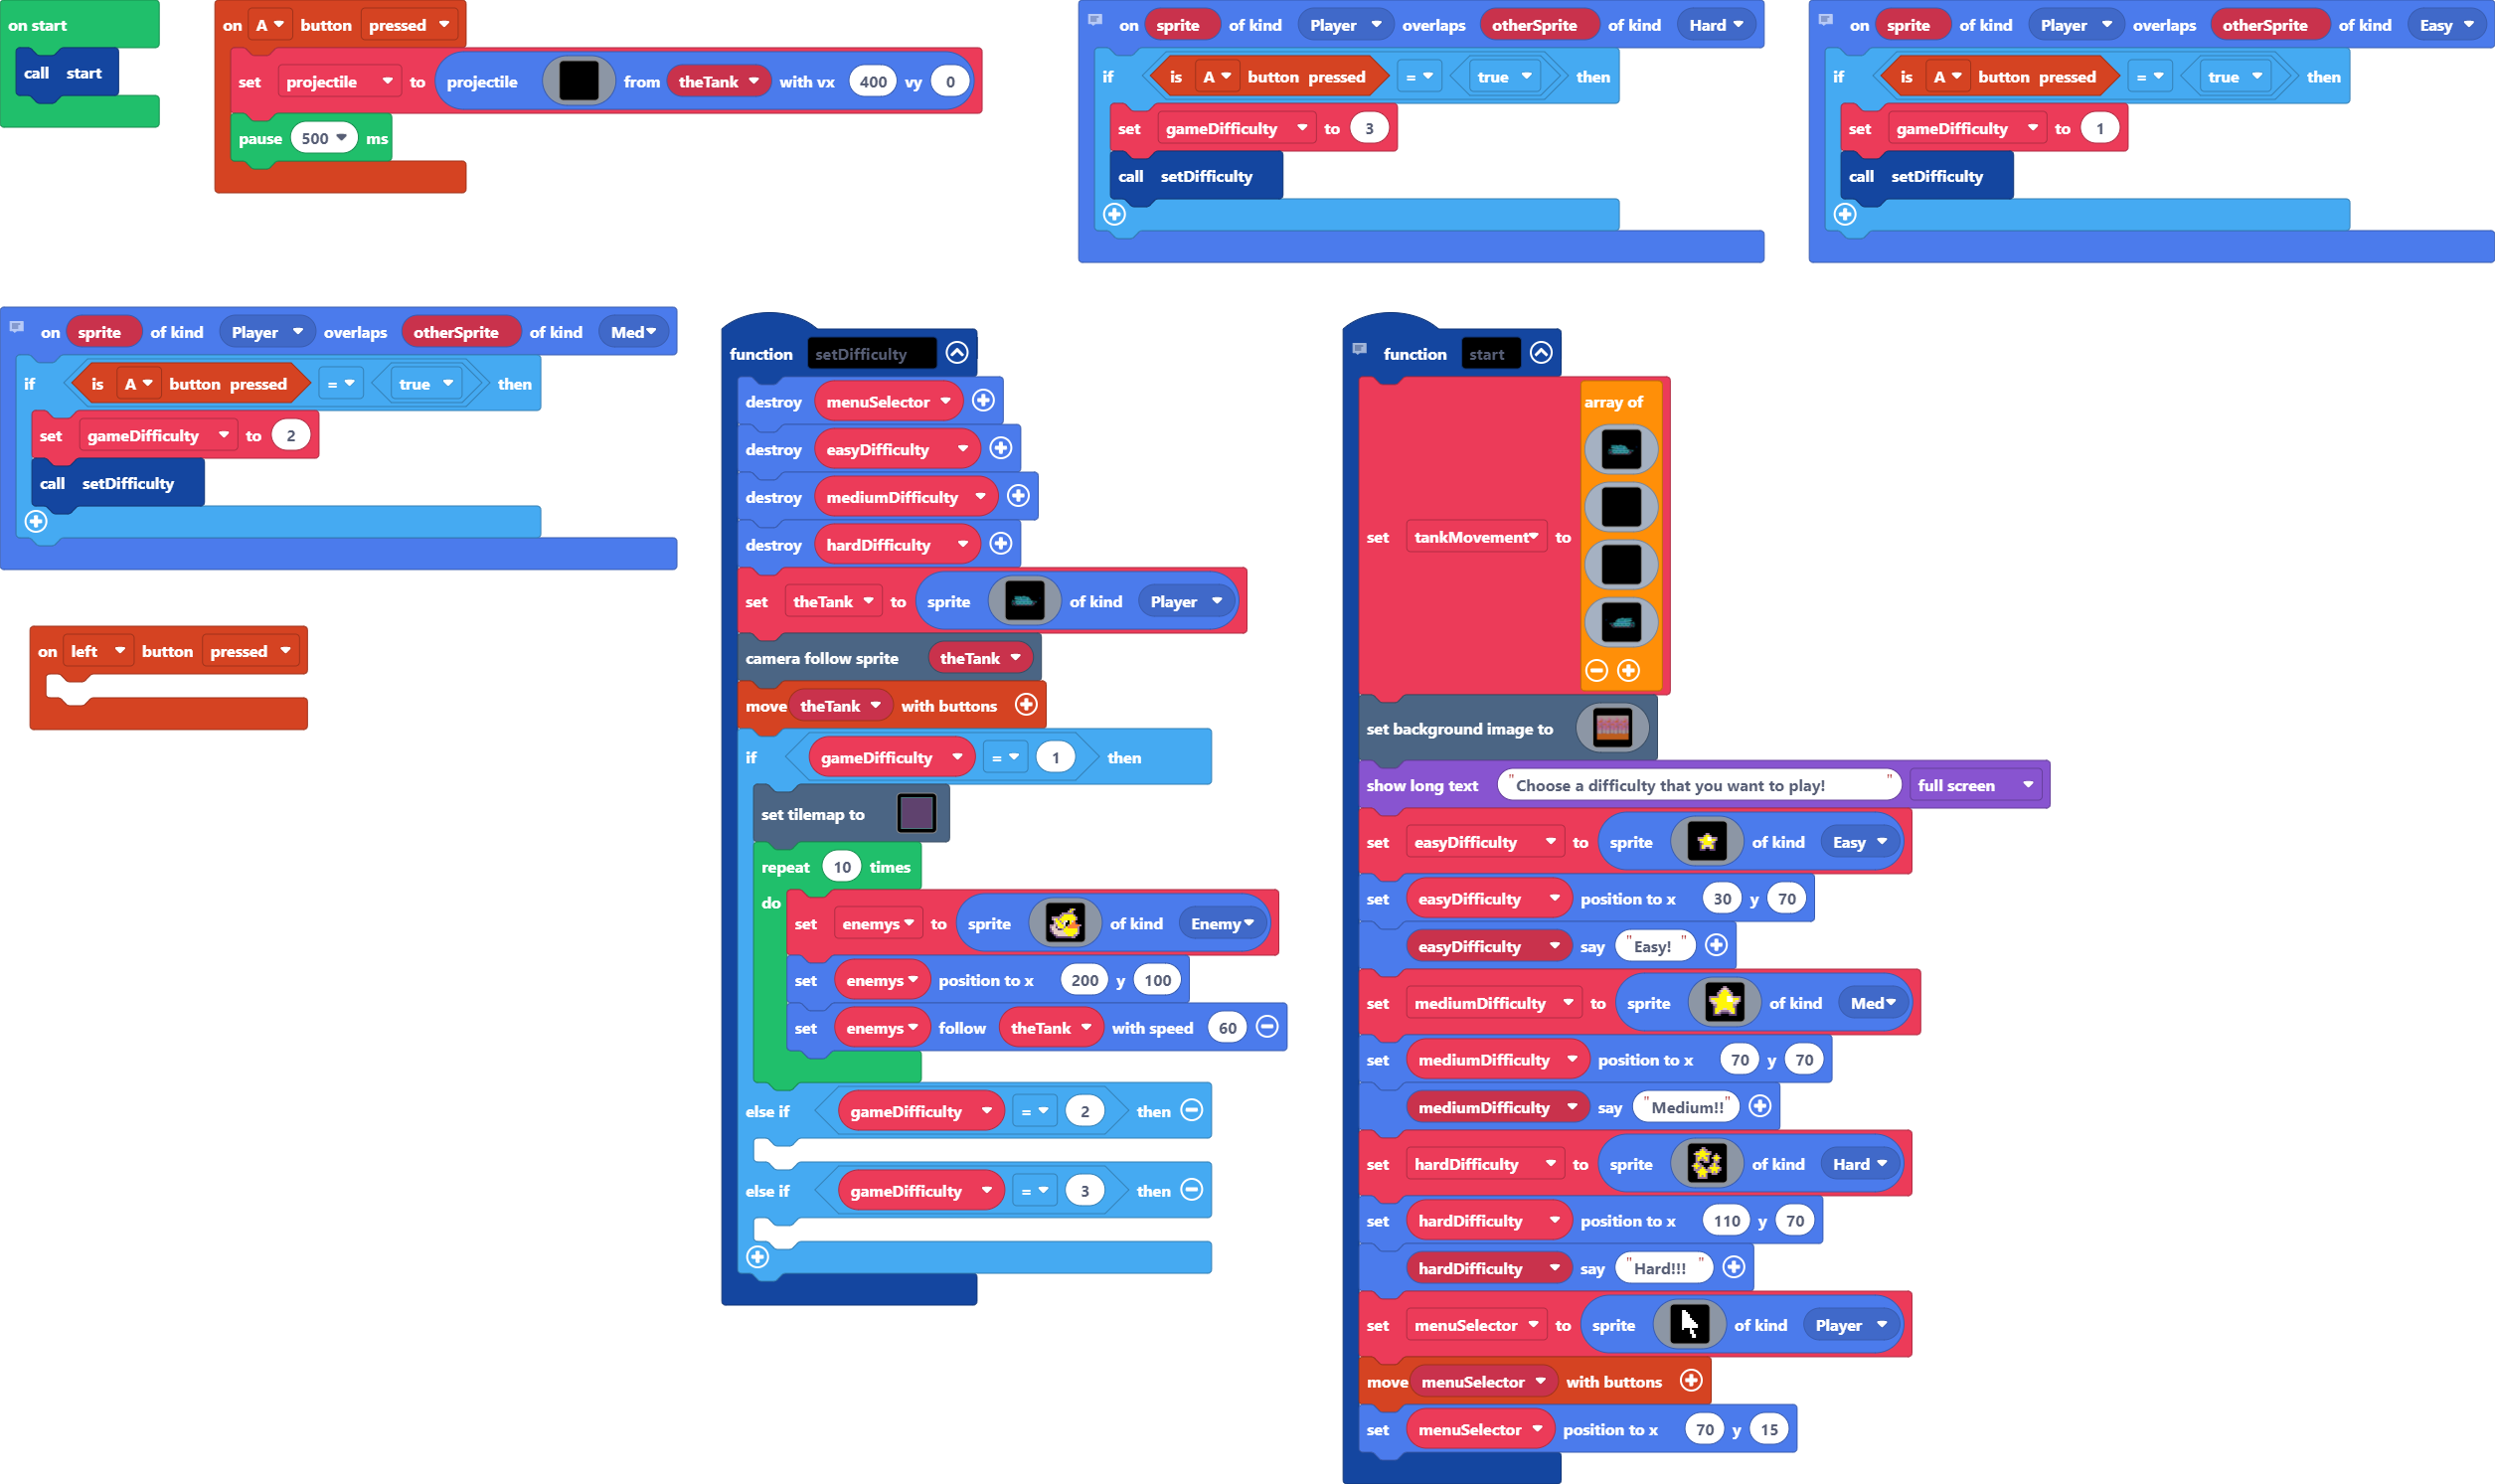 on start
call start
on A button pressed
set projectile to projectile from theTank with vx 400 vy 0
pause 500 ms
on sprite of kind Player overlaps otherSprite of kind Hard
if is A button pressed = true then
set gameDifficulty to 3
call setDifficulty
on sprite of kind Player overlaps otherSprite of kind Easy
if is A button pressed = true then
set gameDifficulty to 1
call setDifficulty
on sprite of kind Player overlaps otherSprite of kind Med
if is A button pressed = true then
set gameDifficulty to 2
call setDifficulty
on left button pressed
function setDifficulty
destroy menuSelector
destroy easyDifficulty
destroy mediumDifficulty
destroy hardDifficulty
set theTank to sprite of kind Player
camera follow sprite theTank
move theTank with buttons
if gameDifficulty = 1 then
set tilemap to
repeat 10 times
do
set enemys to sprite of kind Enemy
set enemys position to x 200 y 100
set enemys follow theTank with speed 60
else if gameDifficulty = 2 then
else if gameDifficulty = 3 then
function start
set tankMovement to array of
set background image to
show long text "Choose a difficulty that you want to play!" full screen
set easyDifficulty to sprite of kind Easy
set easyDifficulty position to x 30 y 70
easyDifficulty say "Easy!"
set mediumDifficulty to sprite of kind Med
set mediumDifficulty position to x 70 y 70
mediumDifficulty say "Medium!!"
set hardDifficulty to sprite of kind Hard
set hardDifficulty position to x 110 y 70
hardDifficulty say "Hard!!!"
set menuSelector to sprite of kind Player
move menuSelector with buttons
set menuSelector position to x 70 y 15